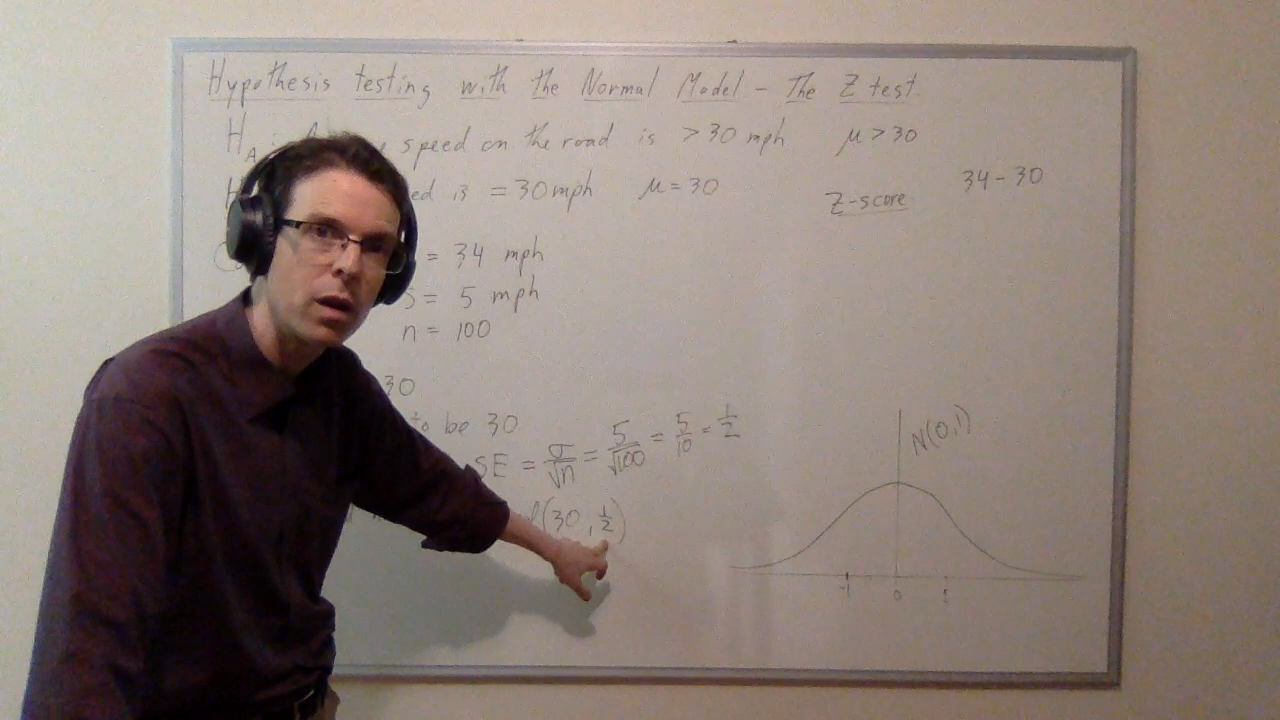 Hypothesis testing with the Normal Model - The Z test
H_A : speed on the road is > 30 mph μ > 30
is = 30 mph μ = 30
Z-score 34 - 30
= 34 mph
s = 5 mph
n = 100
30
to be 30
SE = σ/√n = 5/√100 = 5/10 = 1/2
(30, 1/2)
N(0,1)
-1 0 1